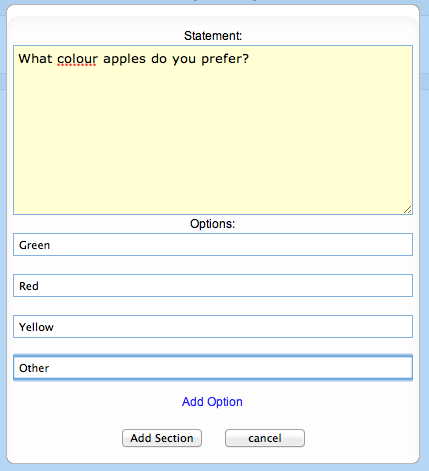 Statement:
What colour apples do you prefer?
Options:
Green
Red
Yellow
Other
Add Option
Add Section
cancel